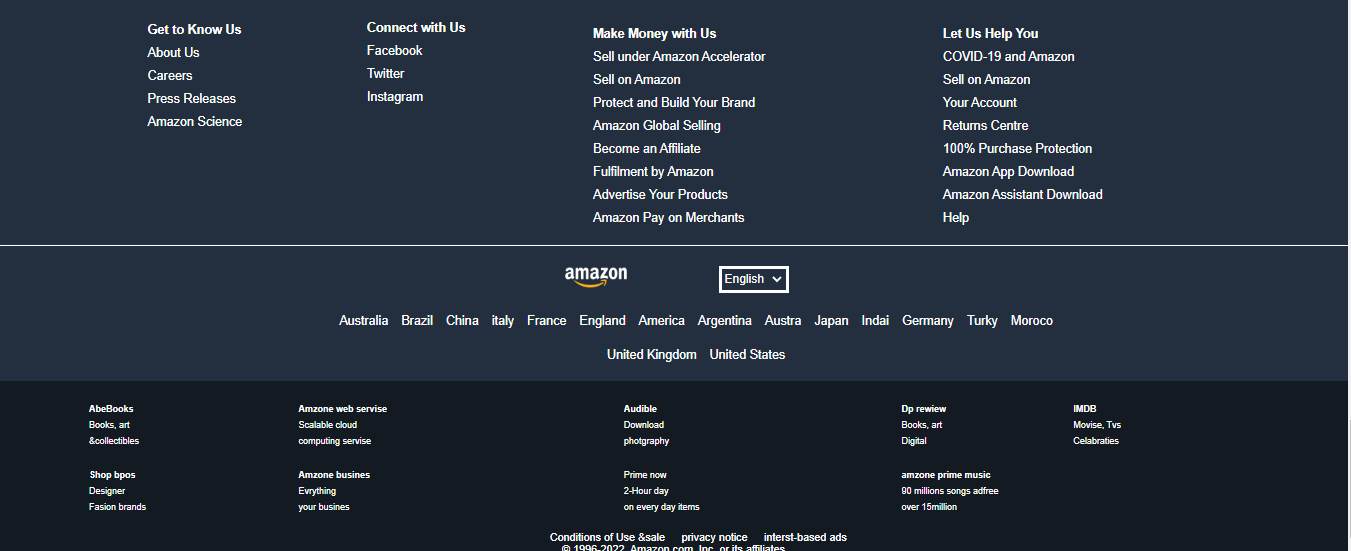 Get to Know Us
About Us
Careers
Press Releases
Amazon Science
Connect with Us
Facebook
Twitter
Instagram
Make Money with Us
Sell under Amazon Accelerator
Sell on Amazon
Protect and Build Your Brand
Amazon Global Selling
Become an Affiliate
Fulfilment by Amazon
Advertise Your Products
Amazon Pay on Merchants
Let Us Help You
COVID-19 and Amazon
Sell on Amazon
Your Account
Returns Centre
100% Purchase Protection
Amazon App Download
Amazon Assistant Download
Help
amazon
English
Australia Brazil China italy France England America Argentina Austra Japan Indai Germany Turky Moroco
United Kingdom United States
AbeBooks
Books, art
&collectibles
Amzone web servise
Scalable cloud
computing servise
Audible
Download
photgraphy
Dp rewiew
Books, art
Digital
IMDB
Movise, Tvs
Celabraties
Shop bpos
Designer
Fasion brands
Amzone busines
Evrything
your busines
Prime now
2-Hour day
on every day items
amzone prime music
90 millions songs adfree
over 15million
Conditions of Use &sale privacy notice interst-based ads
© 1996-2022, Amazon.com, Inc. or its affiliates